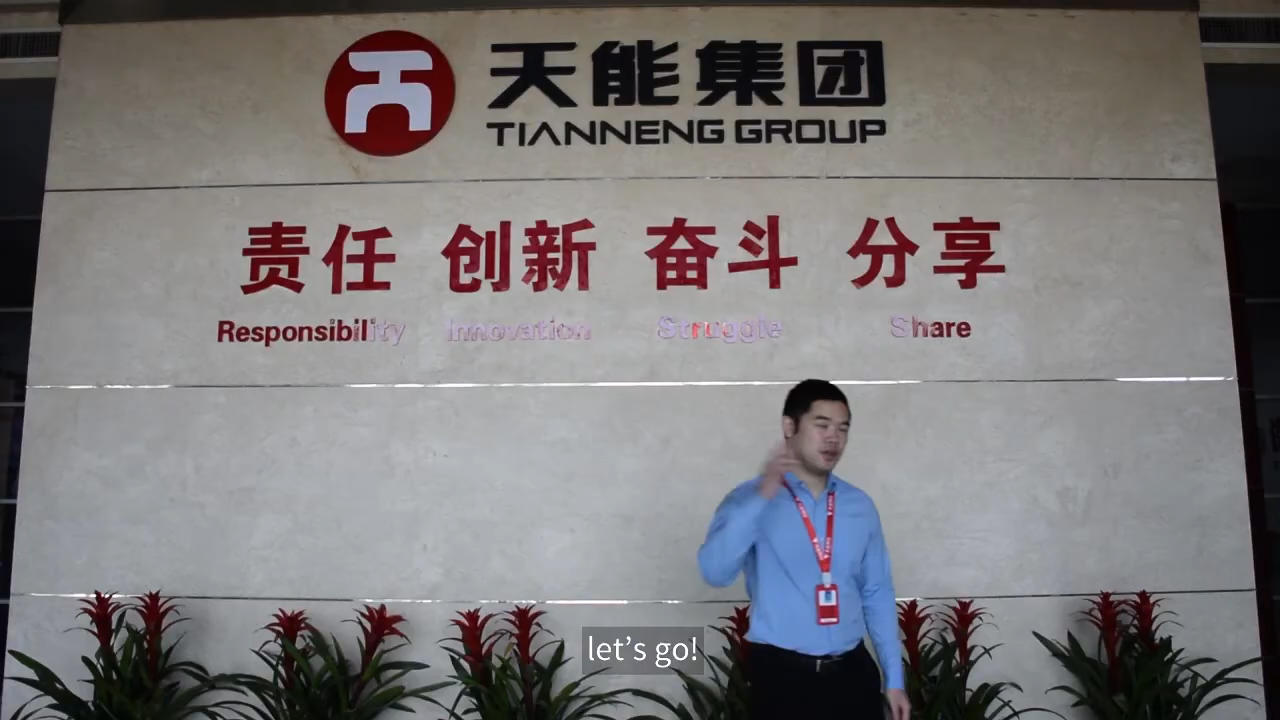 天能集团
TIANNENG GROUP
责任 创新 奋斗 分享
Responsibility Innovation Struggle Share
let's go!